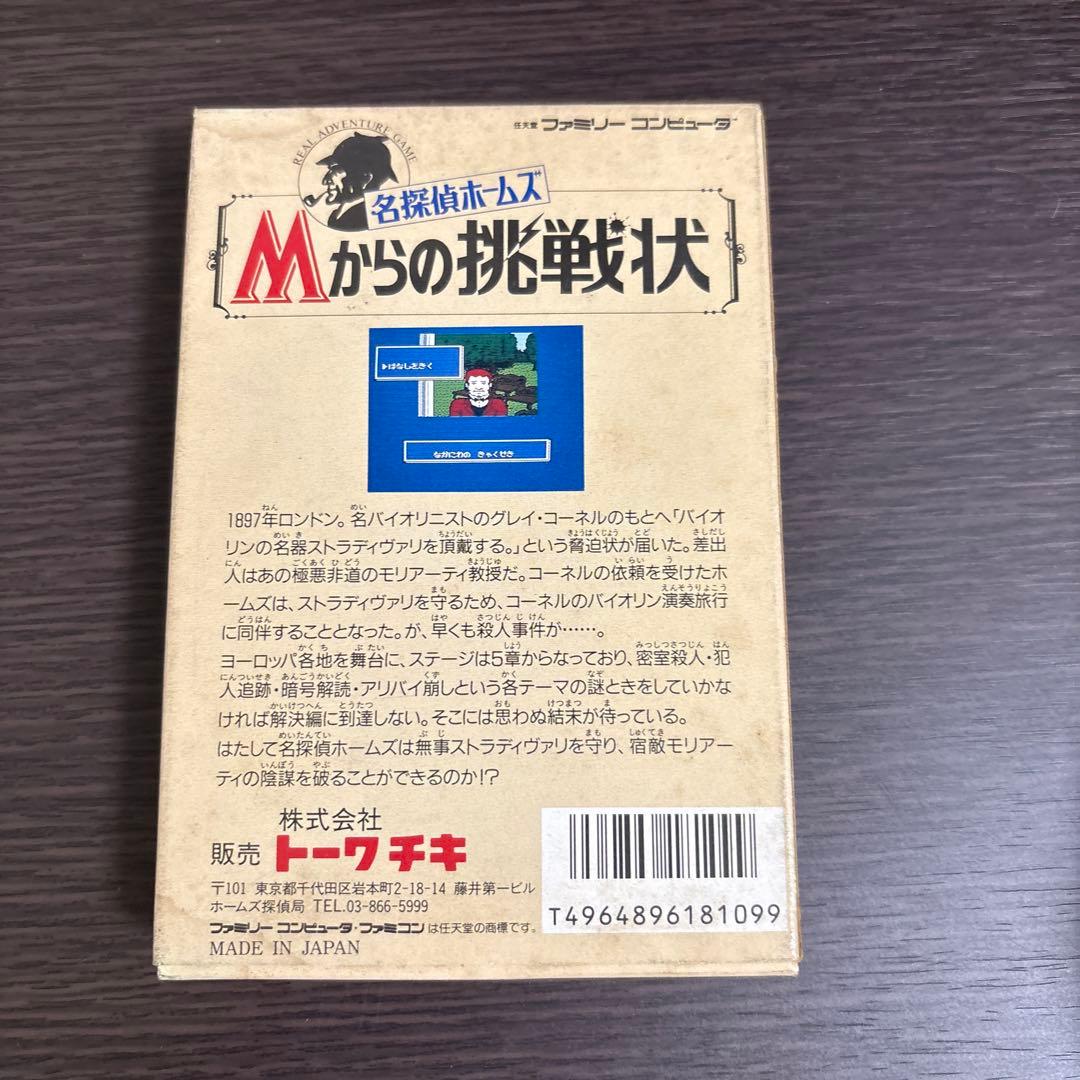 任天堂 ファミリー コンピュータ™
REAL ADVENTURE GAME
名探偵ホームズ
Mからの挑戦状
▶はなしをきく
なかにわの きゃくせき
1897年ロンドン。名バイオリニストのグレイ・コーネルのもとへ「バイオ
リンの名器ストラディヴァリを頂戴する。」という脅迫状が届いた。差出
人はあの極悪非道のモリアーティ教授だ。コーネルの依頼を受けたホ
ームズは、ストラディヴァリを守るため、コーネルのバイオリン演奏旅行
に同伴することとなった。が、早くも殺人事件が……。
ヨーロッパ各地を舞台に、ステージは5章からなっており、密室殺人・犯
人追跡・暗号解読・アリバイ崩しという各テーマの謎ときをしていかな
ければ解決編に到達しない。そこには思わぬ結末が待っている。
はたして名探偵ホームズは無事ストラディヴァリを守り、宿敵モリアー
ティの陰謀を破ることができるのか!?
株式会社
販売 トーワチキ
〒101 東京都千代田区岩本町2-18-14 藤井第一ビル
ホームズ探偵局 TEL.03-866-5999
ファミリー コンピュータ・ファミコンは任天堂の商標です。
MADE IN JAPAN
T4964896181099